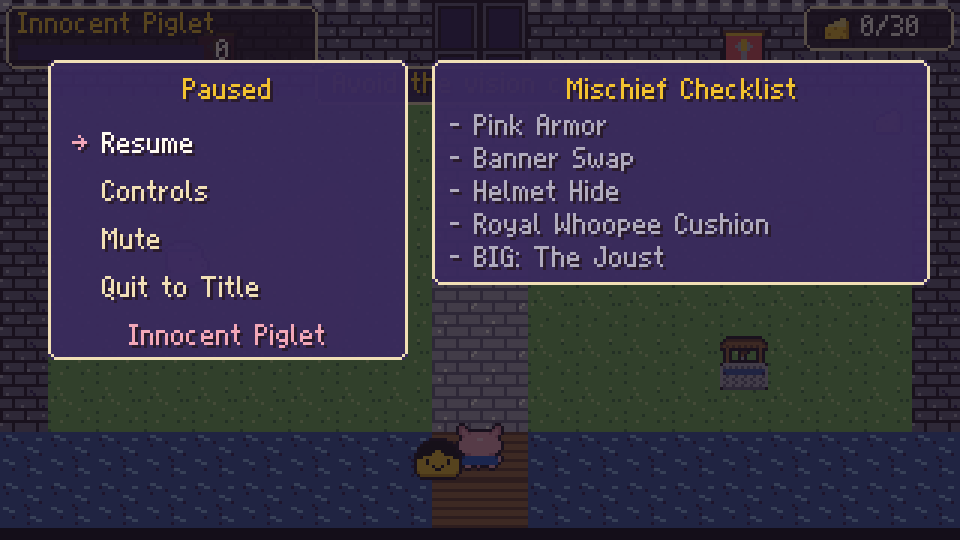 Innocent Piglet
0
0/30
Paused
→ Resume
Controls
Mute
Quit to Title
Innocent Piglet
Mischief Checklist
- Pink Armor
- Banner Swap
- Helmet Hide
- Royal Whoopee Cushion
- BIG: The Joust